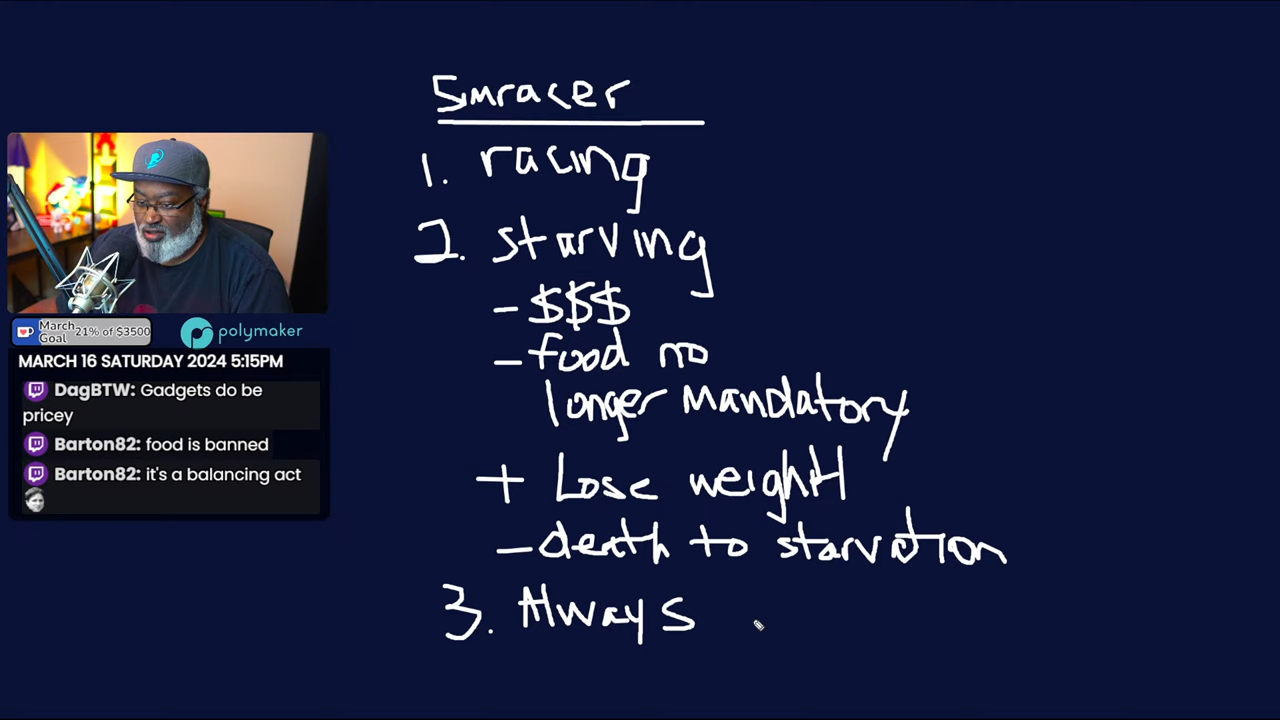 Simracer
1. racing
2. starving
- $$$
- food no
longer mandatory
+ Lose weight
- death to starvation
3. Always
March
Goal
21% of $3500
polymaker
MARCH 16 SATURDAY 2024 5:15PM
DagBTW: Gadgets do be
pricey
Barton82: food is banned
Barton82: it's a balancing act